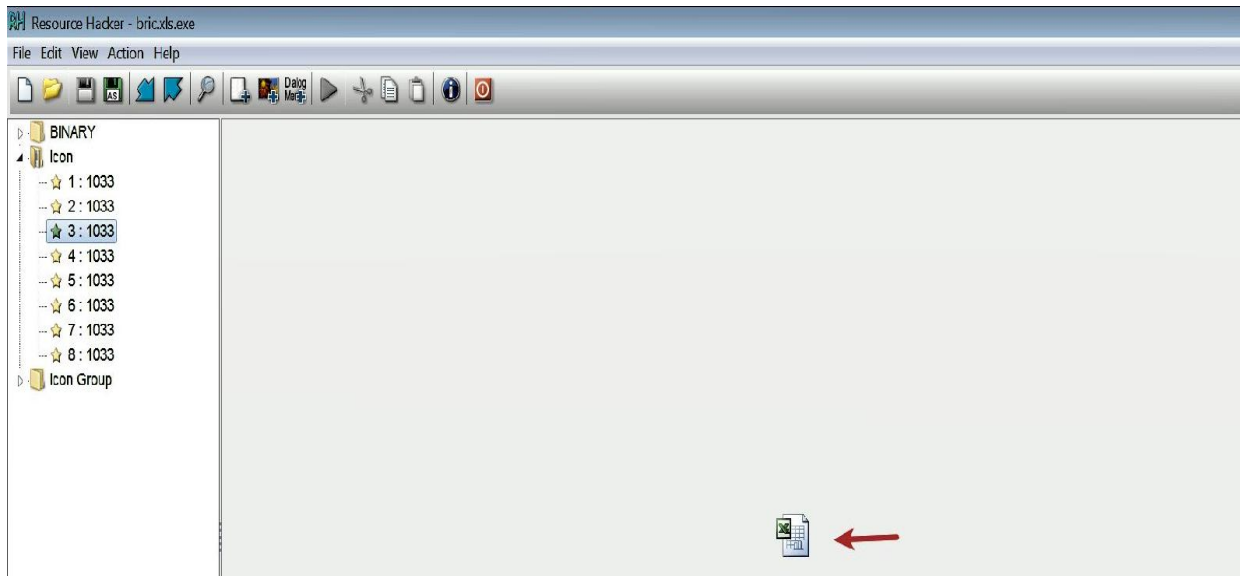 Resource Hacker - bric.xls.exe
File Edit View Action Help
AS
Dialog
BINARY
Icon
1 : 1033
2 : 1033
3 : 1033
4 : 1033
5 : 1033
6 : 1033
7 : 1033
8 : 1033
Icon Group